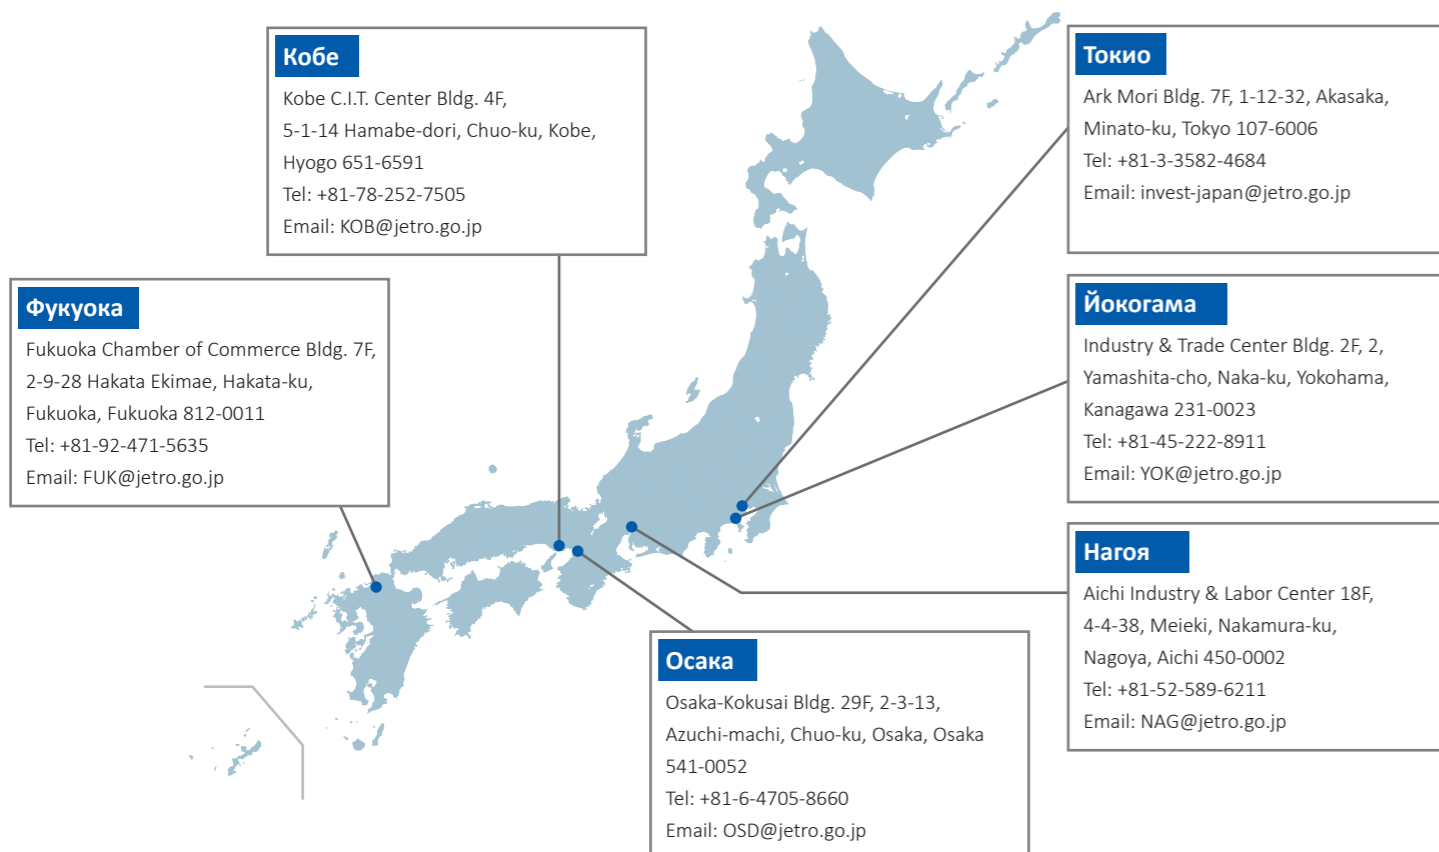 Кобе
Kobe C.I.T. Center Bldg. 4F,
5-1-14 Hamabe-dori, Chuo-ku, Kobe,
Hyogo 651-6591
Tel: +81-78-252-7505
Email: KOB@jetro.go.jp
Токио
Ark Mori Bldg. 7F, 1-12-32, Akasaka,
Minato-ku, Tokyo 107-6006
Tel: +81-3-3582-4684
Email: invest-japan@jetro.go.jp
Фукуока
Fukuoka Chamber of Commerce Bldg. 7F,
2-9-28 Hakata Ekimae, Hakata-ku,
Fukuoka, Fukuoka 812-0011
Tel: +81-92-471-5635
Email: FUK@jetro.go.jp
Йокогама
Industry & Trade Center Bldg. 2F, 2,
Yamashita-cho, Naka-ku, Yokohama,
Kanagawa 231-0023
Tel: +81-45-222-8911
Email: YOK@jetro.go.jp
Нагоя
Aichi Industry & Labor Center 18F,
4-4-38, Meieki, Nakamura-ku,
Nagoya, Aichi 450-0002
Tel: +81-52-589-6211
Email: NAG@jetro.go.jp
Осака
Osaka-Kokusai Bldg. 29F, 2-3-13,
Azuchi-machi, Chuo-ku, Osaka, Osaka
541-0052
Tel: +81-6-4705-8660
Email: OSD@jetro.go.jp